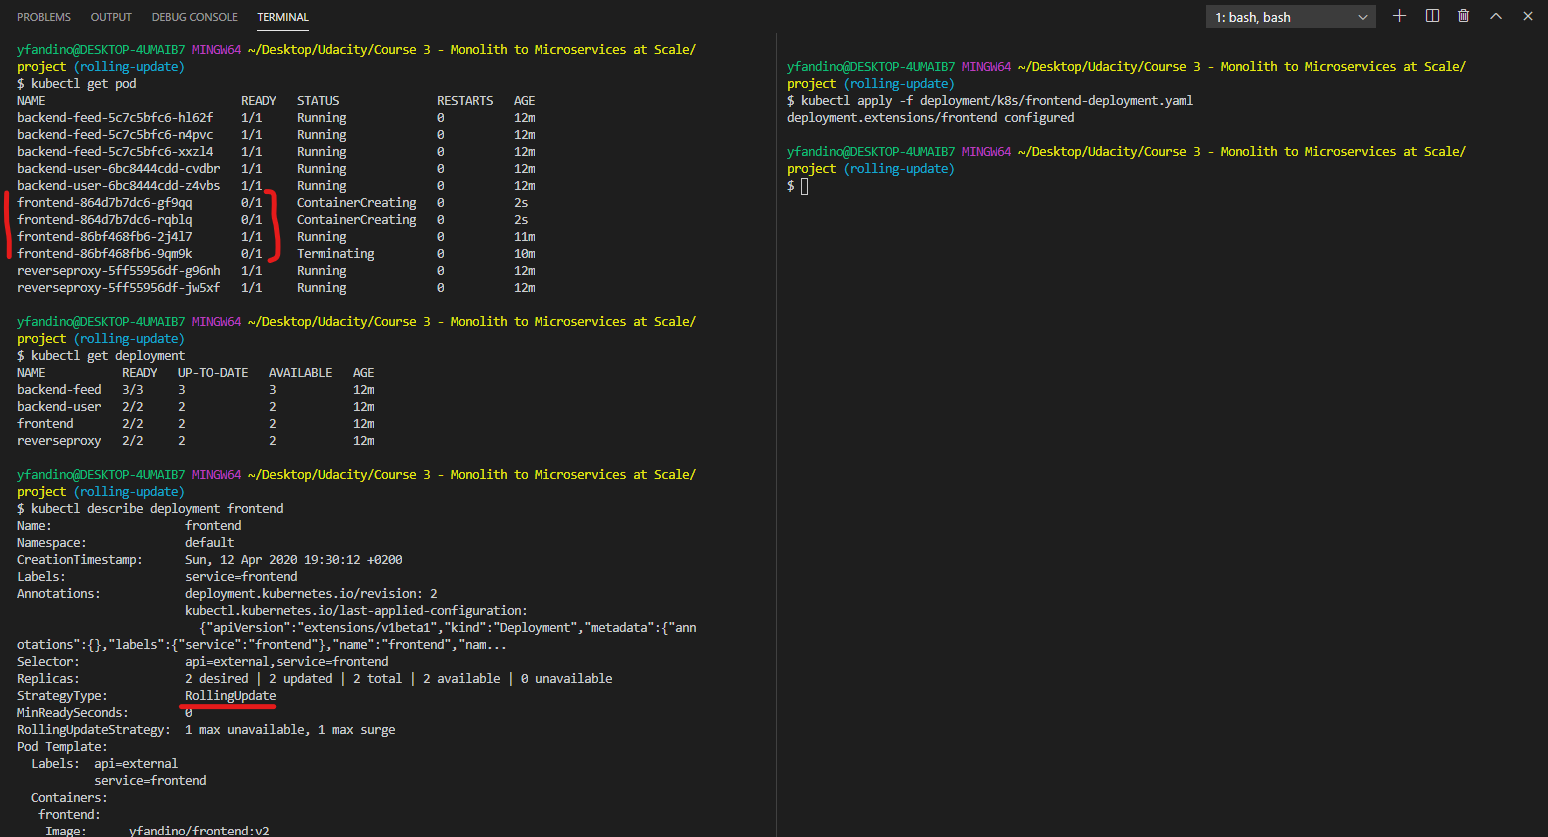 PROBLEMS OUTPUT DEBUG CONSOLE TERMINAL 1: bash, bash
yfandino@DESKTOP-4UMAIB7 MINGW64 ~/Desktop/Udacity/Course 3 - Monolith to Microservices at Scale/
project (rolling-update)
$ kubectl get pod
NAME READY STATUS RESTARTS AGE
backend-feed-5c7c5bfc6-hl62f 1/1 Running 0 12m
backend-feed-5c7c5bfc6-n4pvc 1/1 Running 0 12m
backend-feed-5c7c5bfc6-xxzl4 1/1 Running 0 12m
backend-user-6bc8444cdd-cvdbr 1/1 Running 0 12m
backend-user-6bc8444cdd-z4vbs 1/1 Running 0 12m
frontend-864d7b7dc6-gf9qq 0/1 ContainerCreating 0 2s
frontend-864d7b7dc6-rqblq 0/1 ContainerCreating 0 2s
frontend-86bf468fb6-2j4l7 1/1 Running 0 11m
frontend-86bf468fb6-9qm9k 0/1 Terminating 0 10m
reverseproxy-5ff55956df-g96nh 1/1 Running 0 12m
reverseproxy-5ff55956df-jw5xf 1/1 Running 0 12m
yfandino@DESKTOP-4UMAIB7 MINGW64 ~/Desktop/Udacity/Course 3 - Monolith to Microservices at Scale/
project (rolling-update)
$ kubectl get deployment
NAME READY UP-TO-DATE AVAILABLE AGE
backend-feed 3/3 3 3 12m
backend-user 2/2 2 2 12m
frontend 2/2 2 2 12m
reverseproxy 2/2 2 2 12m
yfandino@DESKTOP-4UMAIB7 MINGW64 ~/Desktop/Udacity/Course 3 - Monolith to Microservices at Scale/
project (rolling-update)
$ kubectl describe deployment frontend
Name: frontend
Namespace: default
CreationTimestamp: Sun, 12 Apr 2020 19:30:12 +0200
Labels: service=frontend
Annotations: deployment.kubernetes.io/revision: 2
kubectl.kubernetes.io/last-applied-configuration:
{"apiVersion":"extensions/v1beta1","kind":"Deployment","metadata":{"ann
otations":{},"labels":{"service":"frontend"},"name":"frontend","nam...
Selector: api=external,service=frontend
Replicas: 2 desired | 2 updated | 2 total | 2 available | 0 unavailable
StrategyType: RollingUpdate
MinReadySeconds: 0
RollingUpdateStrategy: 1 max unavailable, 1 max surge
Pod Template:
Labels: api=external
service=frontend
Containers:
frontend:
Image: yfandino/frontend:v2
yfandino@DESKTOP-4UMAIB7 MINGW64 ~/Desktop/Udacity/Course 3 - Monolith to Microservices at Scale/
project (rolling-update)
$ kubectl apply -f deployment/k8s/frontend-deployment.yaml
deployment.extensions/frontend configured
yfandino@DESKTOP-4UMAIB7 MINGW64 ~/Desktop/Udacity/Course 3 - Monolith to Microservices at Scale/
project (rolling-update)
$